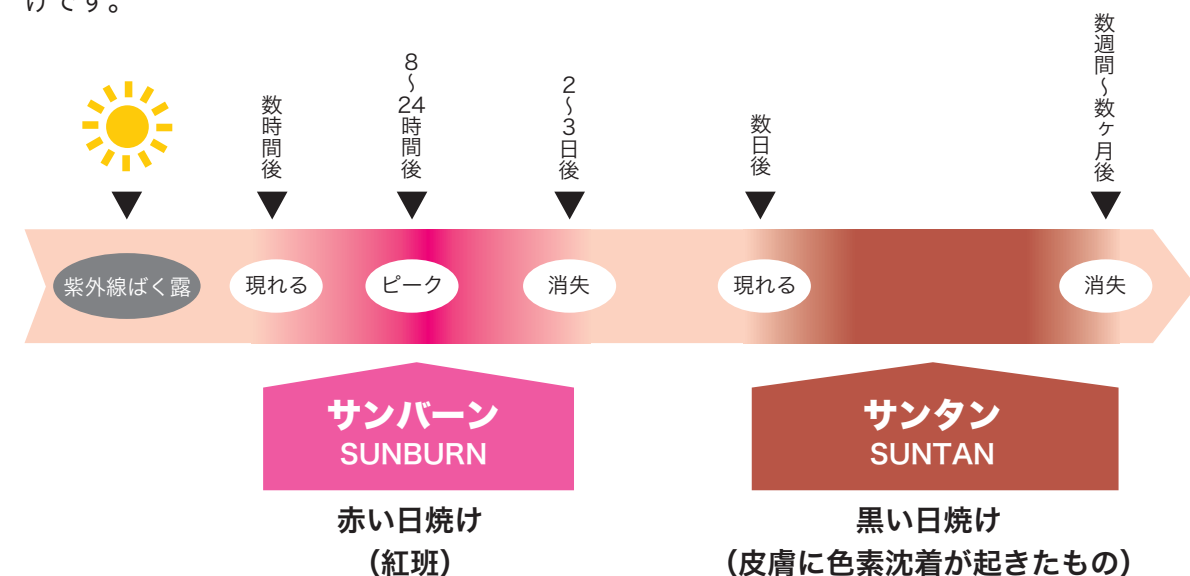 けです。
数時間後
8〜24時間後
2〜3日後
数日後
数週間〜数ヶ月後
紫外線ばく露
現れる
ピーク
消失
現れる
消失
サンバーン
SUNBURN
赤い日焼け
（紅班）
サンタン
SUNTAN
黒い日焼け
（皮膚に色素沈着が起きたもの）